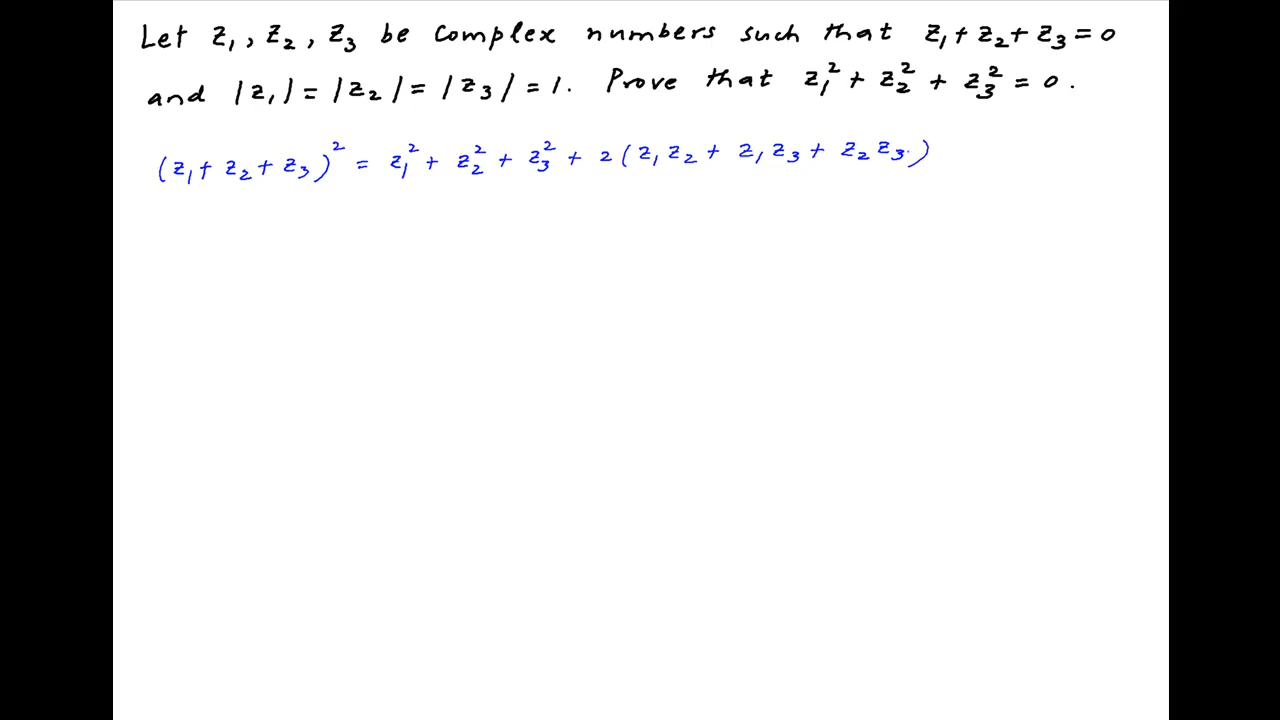 Let z₁, z₂, z₃ be complex numbers such that z₁ + z₂ + z₃ = 0
and |z₁| = |z₂| = |z₃| = 1. Prove that z₁² + z₂² + z₃² = 0.
(z₁ + z₂ + z₃)² = z₁² + z₂² + z₃² + 2(z₁z₂ + z₁z₃ + z₂z₃)